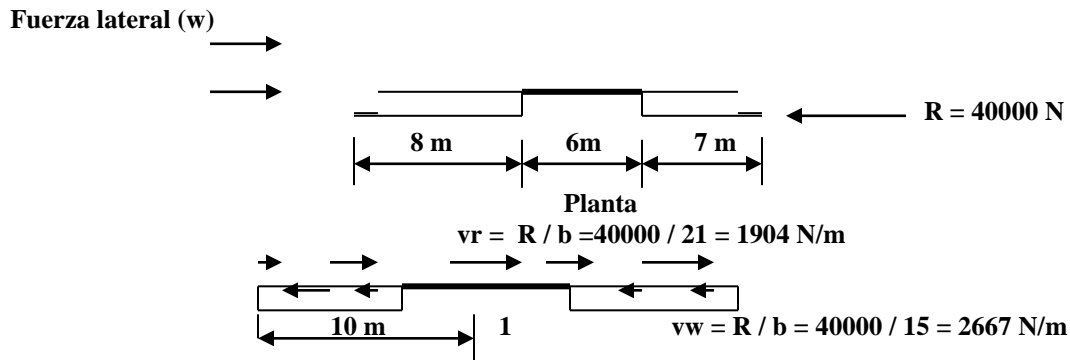 Fuerza lateral (w)
R = 40000 N
8 m 6m 7 m
Planta
vr = R / b =40000 / 21 = 1904 N/m
10 m 1 vw = R / b = 40000 / 15 = 2667 N/m